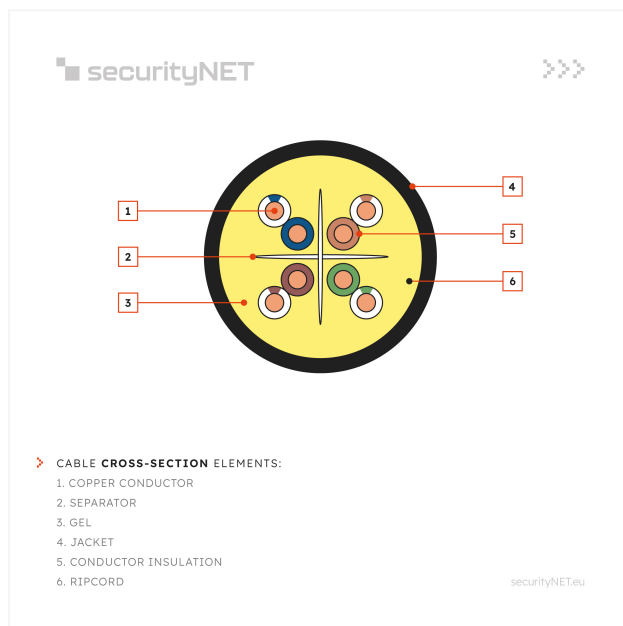 securityNET
1
2
3
4
5
6
CABLE CROSS-SECTION ELEMENTS:
1. COPPER CONDUCTOR
2. SEPARATOR
3. GEL
4. JACKET
5. CONDUCTOR INSULATION
6. RIPCORD
securityNET.eu